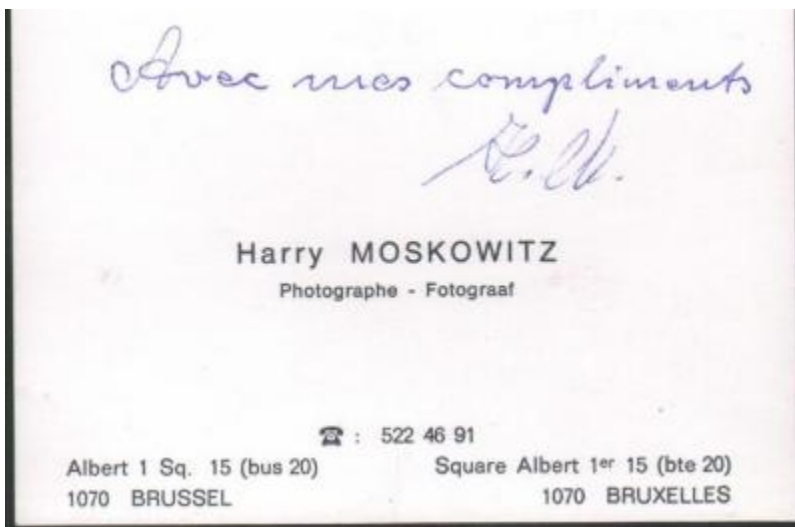 Avec mes compliments
H. M.
Harry MOSKOWITZ
Photographe - Fotograaf
☎ : 522 46 91
Albert 1 Sq. 15 (bus 20)
Square Albert 1er 15 (bte 20)
1070 BRUSSEL
1070 BRUXELLES